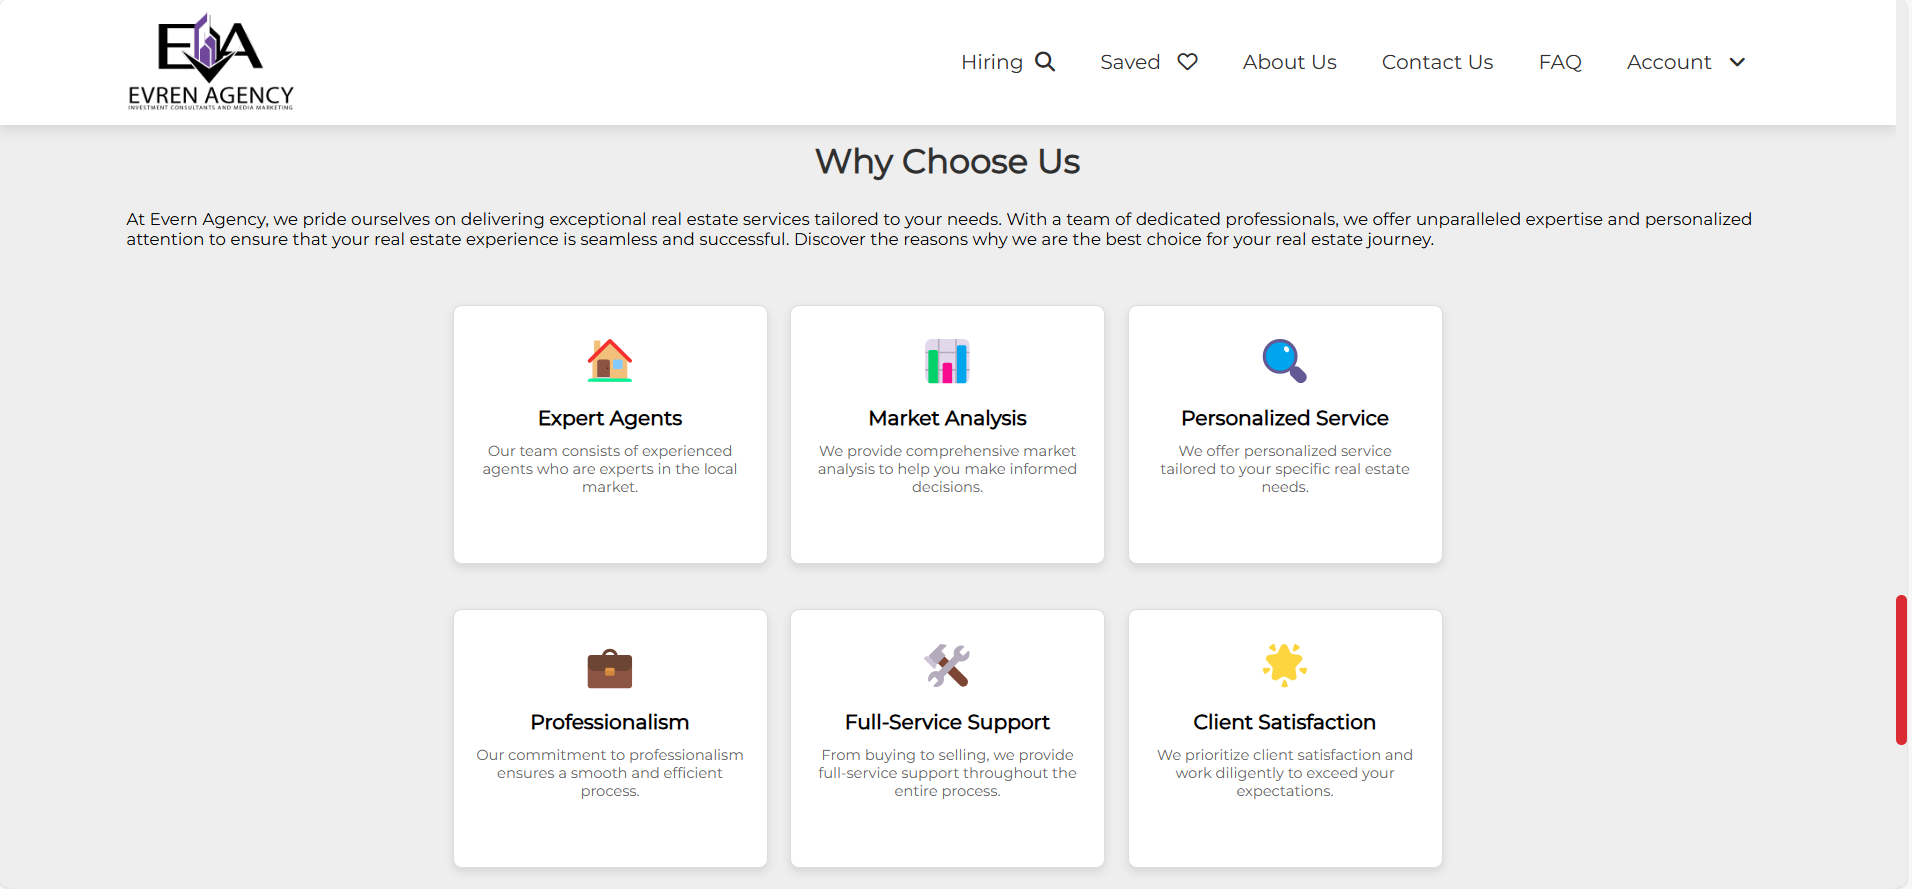 EVREN AGENCY
INVESTMENT CONSULTANTS AND MEDIA MARKETING
Hiring Saved About Us Contact Us FAQ Account
Why Choose Us
At Evern Agency, we pride ourselves on delivering exceptional real estate services tailored to your needs. With a team of dedicated professionals, we offer unparalleled expertise and personalized
attention to ensure that your real estate experience is seamless and successful. Discover the reasons why we are the best choice for your real estate journey.
Expert Agents
Our team consists of experienced
agents who are experts in the local
market.
Market Analysis
We provide comprehensive market
analysis to help you make informed
decisions.
Personalized Service
We offer personalized service
tailored to your specific real estate
needs.
Professionalism
Our commitment to professionalism
ensures a smooth and efficient
process.
Full-Service Support
From buying to selling, we provide
full-service support throughout the
entire process.
Client Satisfaction
We prioritize client satisfaction and
work diligently to exceed your
expectations.